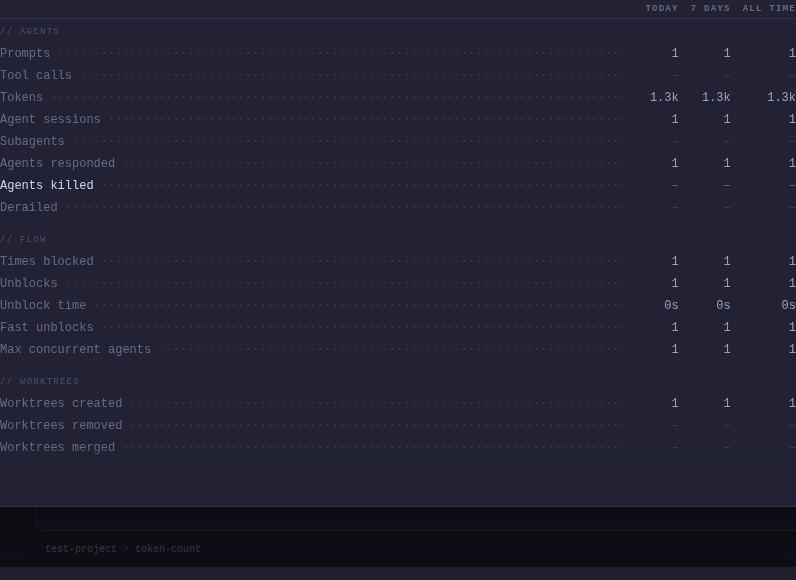 TODAY 7 DAYS ALL TIME
// AGENTS
Prompts 1 1 1
Tool calls – – –
Tokens 1.3k 1.3k 1.3k
Agent sessions 1 1 1
Subagents – – –
Agents responded 1 1 1
Agents killed – – –
Derailed – – –
// FLOW
Times blocked 1 1 1
Unblocks 1 1 1
Unblock time 0s 0s 0s
Fast unblocks 1 1 1
Max concurrent agents 1 1 1
// WORKTREES
Worktrees created 1 1 1
Worktrees removed – – –
Worktrees merged – – –
test-project > token-count